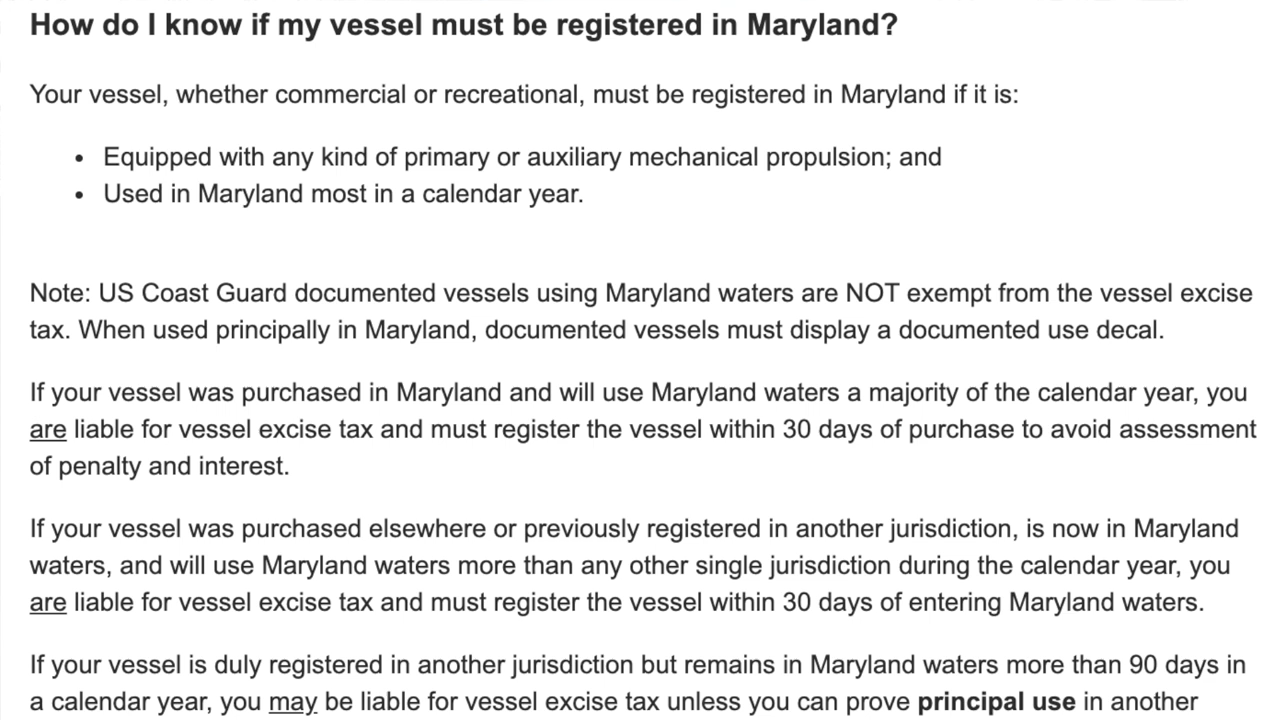 How do I know if my vessel must be registered in Maryland?
Your vessel, whether commercial or recreational, must be registered in Maryland if it is:
• Equipped with any kind of primary or auxiliary mechanical propulsion; and
• Used in Maryland most in a calendar year.
Note: US Coast Guard documented vessels using Maryland waters are NOT exempt from the vessel excise
tax. When used principally in Maryland, documented vessels must display a documented use decal.
If your vessel was purchased in Maryland and will use Maryland waters a majority of the calendar year, you
are liable for vessel excise tax and must register the vessel within 30 days of purchase to avoid assessment
of penalty and interest.
If your vessel was purchased elsewhere or previously registered in another jurisdiction, is now in Maryland
waters, and will use Maryland waters more than any other single jurisdiction during the calendar year, you
are liable for vessel excise tax and must register the vessel within 30 days of entering Maryland waters.
If your vessel is duly registered in another jurisdiction but remains in Maryland waters more than 90 days in
a calendar year, you may be liable for vessel excise tax unless you can prove principal use in another